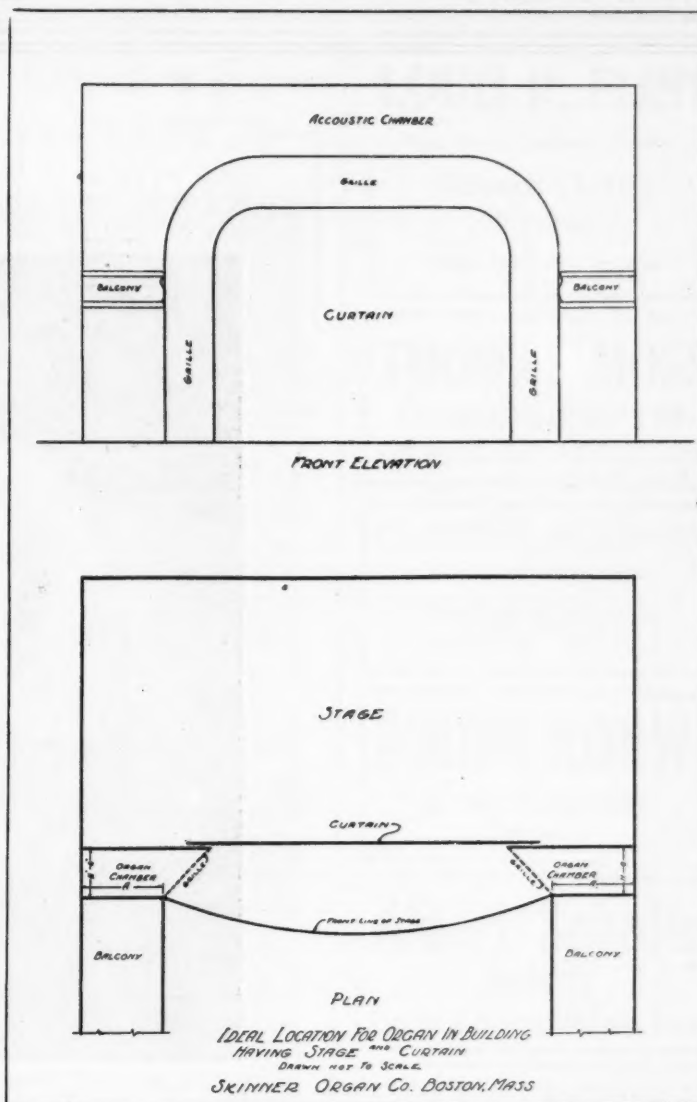 ACCOUSTIC CHAMBER
GRILLE
BALCONY
BALCONY
CURTAIN
GRILLE
GRILLE
FRONT ELEVATION
STAGE
CURTAIN
ORGAN
CHAMBER
A
GRILLE
GRILLE
ORGAN
CHAMBER
FRONT LINE OF STAGE
BALCONY
BALCONY
PLAN
IDEAL LOCATION FOR ORGAN IN BUILDING
HAVING STAGE AND CURTAIN
DRAWN NOT TO SCALE
SKINNER ORGAN CO. BOSTON, MASS